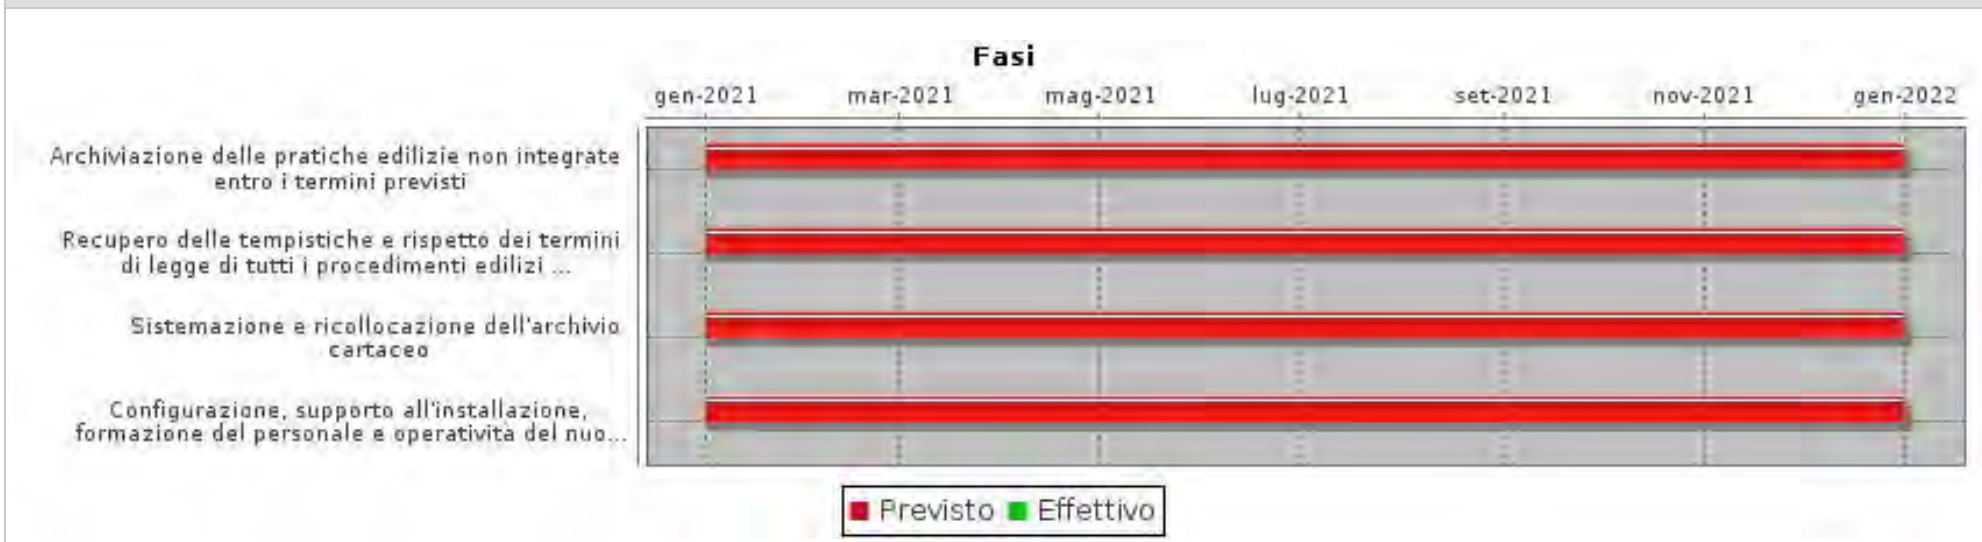 Fasi
gen-2021 mar-2021 mag-2021 lug-2021 set-2021 nov-2021 gen-2022
Archiviazione delle pratiche edilizie non integrate
entro i termini previsti
Recupero delle tempistiche e rispetto dei termini
di legge di tutti i procedimenti edilizi ...
Sistemazione e ricollocazione dell'archivio
cartaceo
Configurazione, supporto all'installazione,
formazione del personale e operatività del nuo...
Previsto Effettivo